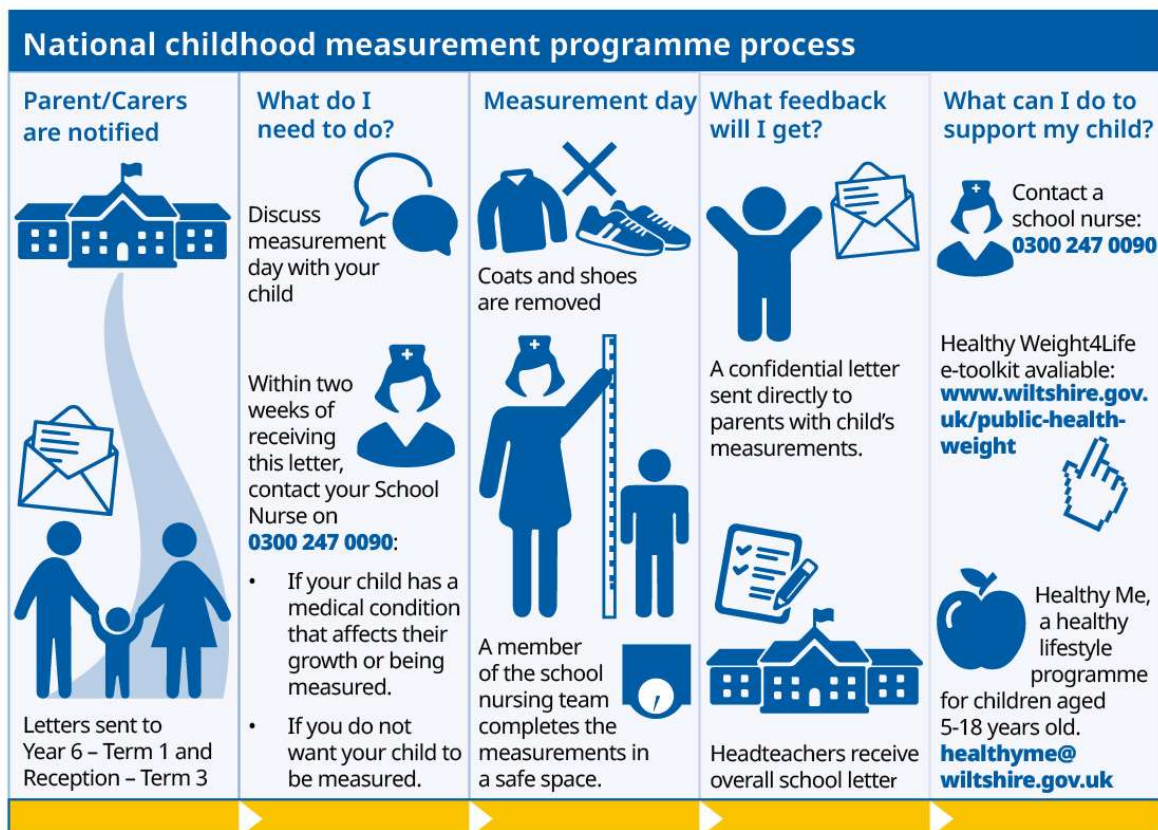 National childhood measurement programme process
Parent/Carers
are notified
Letters sent to
Year 6 – Term 1 and
Reception – Term 3
What do I
need to do?
Discuss
measurement
day with your
child
Within two
weeks of
receiving
this letter,
contact your School
Nurse on
0300 247 0090:
• If your child has a
medical condition
that affects their
growth or being
measured.
• If you do not
want your child to
be measured.
Measurement day
Coats and shoes
are removed
A member
of the school
nursing team
completes the
measurements in
a safe space.
What feedback
will I get?
A confidential letter
sent directly to
parents with child’s
measurements.
Headteachers receive
overall school letter
What can I do to
support my child?
Contact a
school nurse:
0300 247 0090
Healthy Weight4Life
e-toolkit avaliable:
www.wiltshire.gov.
uk/public-health-
weight
Healthy Me,
a healthy
lifestyle
programme
for children aged
5-18 years old.
healthyme@
wiltshire.gov.uk